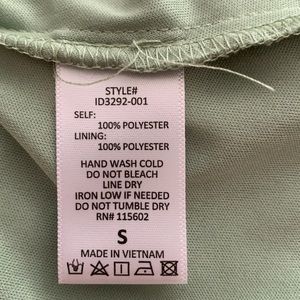 STYLE#
ID3292-001
SELF:
100% POLYESTER
LINING:
100% POLYESTER
HAND WASH COLD
DO NOT BLEACH
LINE DRY
IRON LOW IF NEEDED
DO NOT TUMBLE DRY
RN# 115602
S
MADE IN VIETNAM